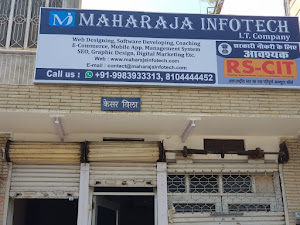 MAHARAJA INFOTECH
I.T. Company
Web Designing, Software Developing, Coaching
E-Commerce, Mobile App, Management System
SEO, Graphic Design, Digital Marketing Etc.
Web : www.maharajainfotech.com
E-mail : contact@maharajainfotech.com
Call us : +91-9983933313, 8104444452
सरकारी नौकरी के लिए
आवश्यक
RS-CIT
केसर विला